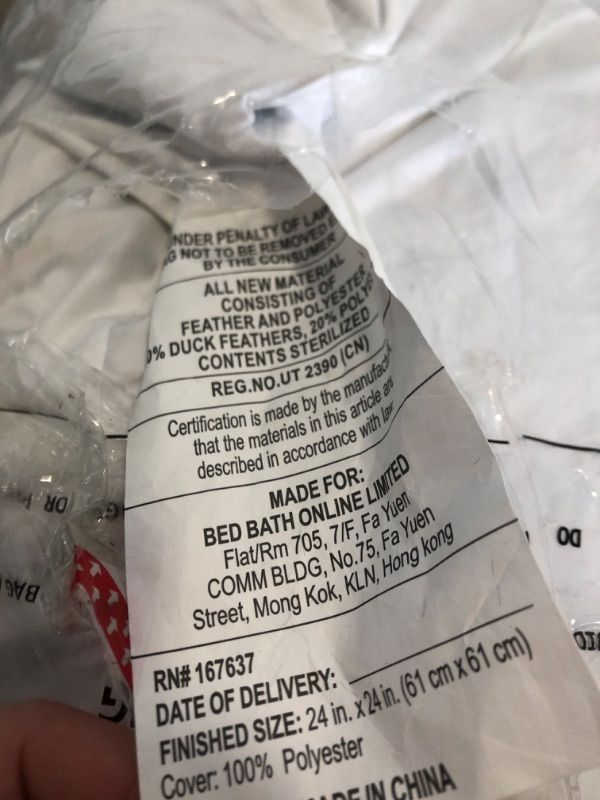 UNDER PENALTY OF LAW
NOT TO BE REMOVED
BY THE CONSUMER
ALL NEW MATERIAL
CONSISTING OF
FEATHER AND POLYESTER
0% DUCK FEATHERS, 20% POLY
CONTENTS STERILIZED
REG.NO.UT 2390 (CN)
Certification is made by the manufac
that the materials in this article are
described in accordance with law
MADE FOR:
BED BATH ONLINE LIMITED
Flat/Rm 705, 7/F, Fa Yuen
COMM BLDG, No.75, Fa Yuen
Street, Mong Kok, KLN, Hong kong
RN# 167637
DATE OF DELIVERY:
FINISHED SIZE: 24 in. x 24 in. (61 cm x 61 cm)
Cover: 100% Polyester
MADE IN CHINA
BAG
DO